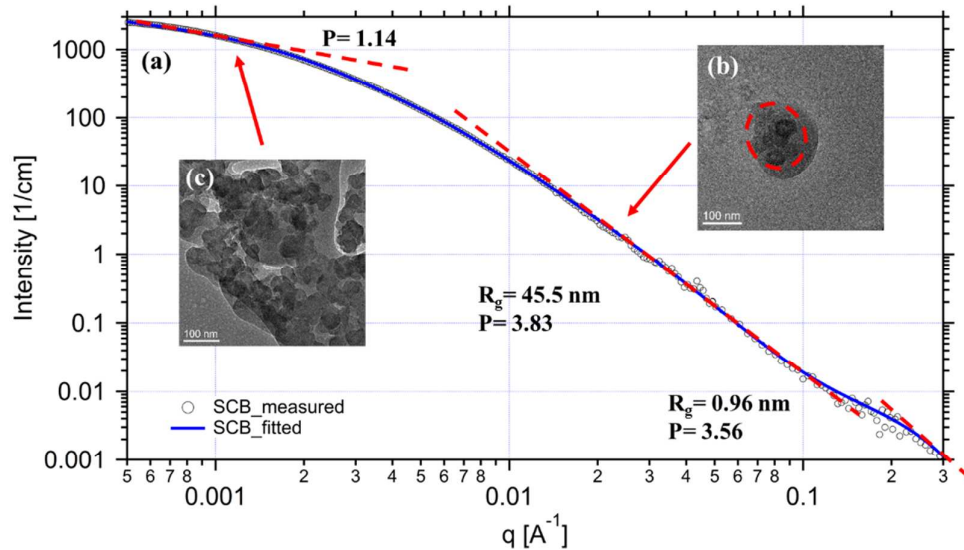 1000
100
10
1
0.1
0.01
0.001
Intensity [1/cm]
(a)
P= 1.14
(b)
100 nm
(c)
100 nm
R_g= 45.5 nm
P= 3.83
R_g= 0.96 nm
P= 3.56
SCB_measured
SCB_fitted
5 6 7 8 2 3 4 5 6 7 8 2 3 4 5 6 7 8 2 3
0.001 0.01 0.1
q [A⁻¹]